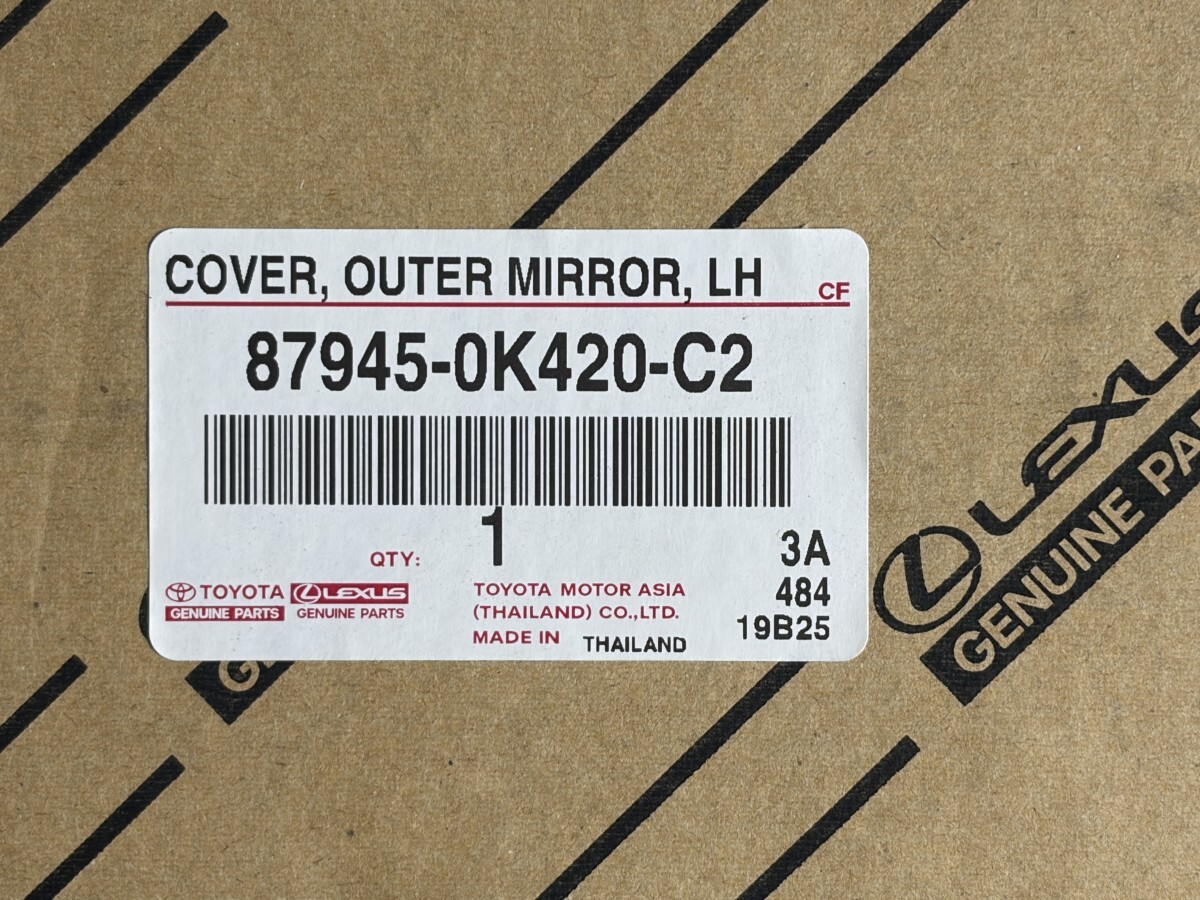 COVER, OUTER MIRROR, LH CF
87945-0K420-C2
1
QTY:
3A
TOYOTA LEXUS
GENUINE PARTS GENUINE PARTS
TOYOTA MOTOR ASIA
(THAILAND) CO.,LTD.
MADE IN THAILAND
484
19B25
LEXUS
GENUINE PA
G